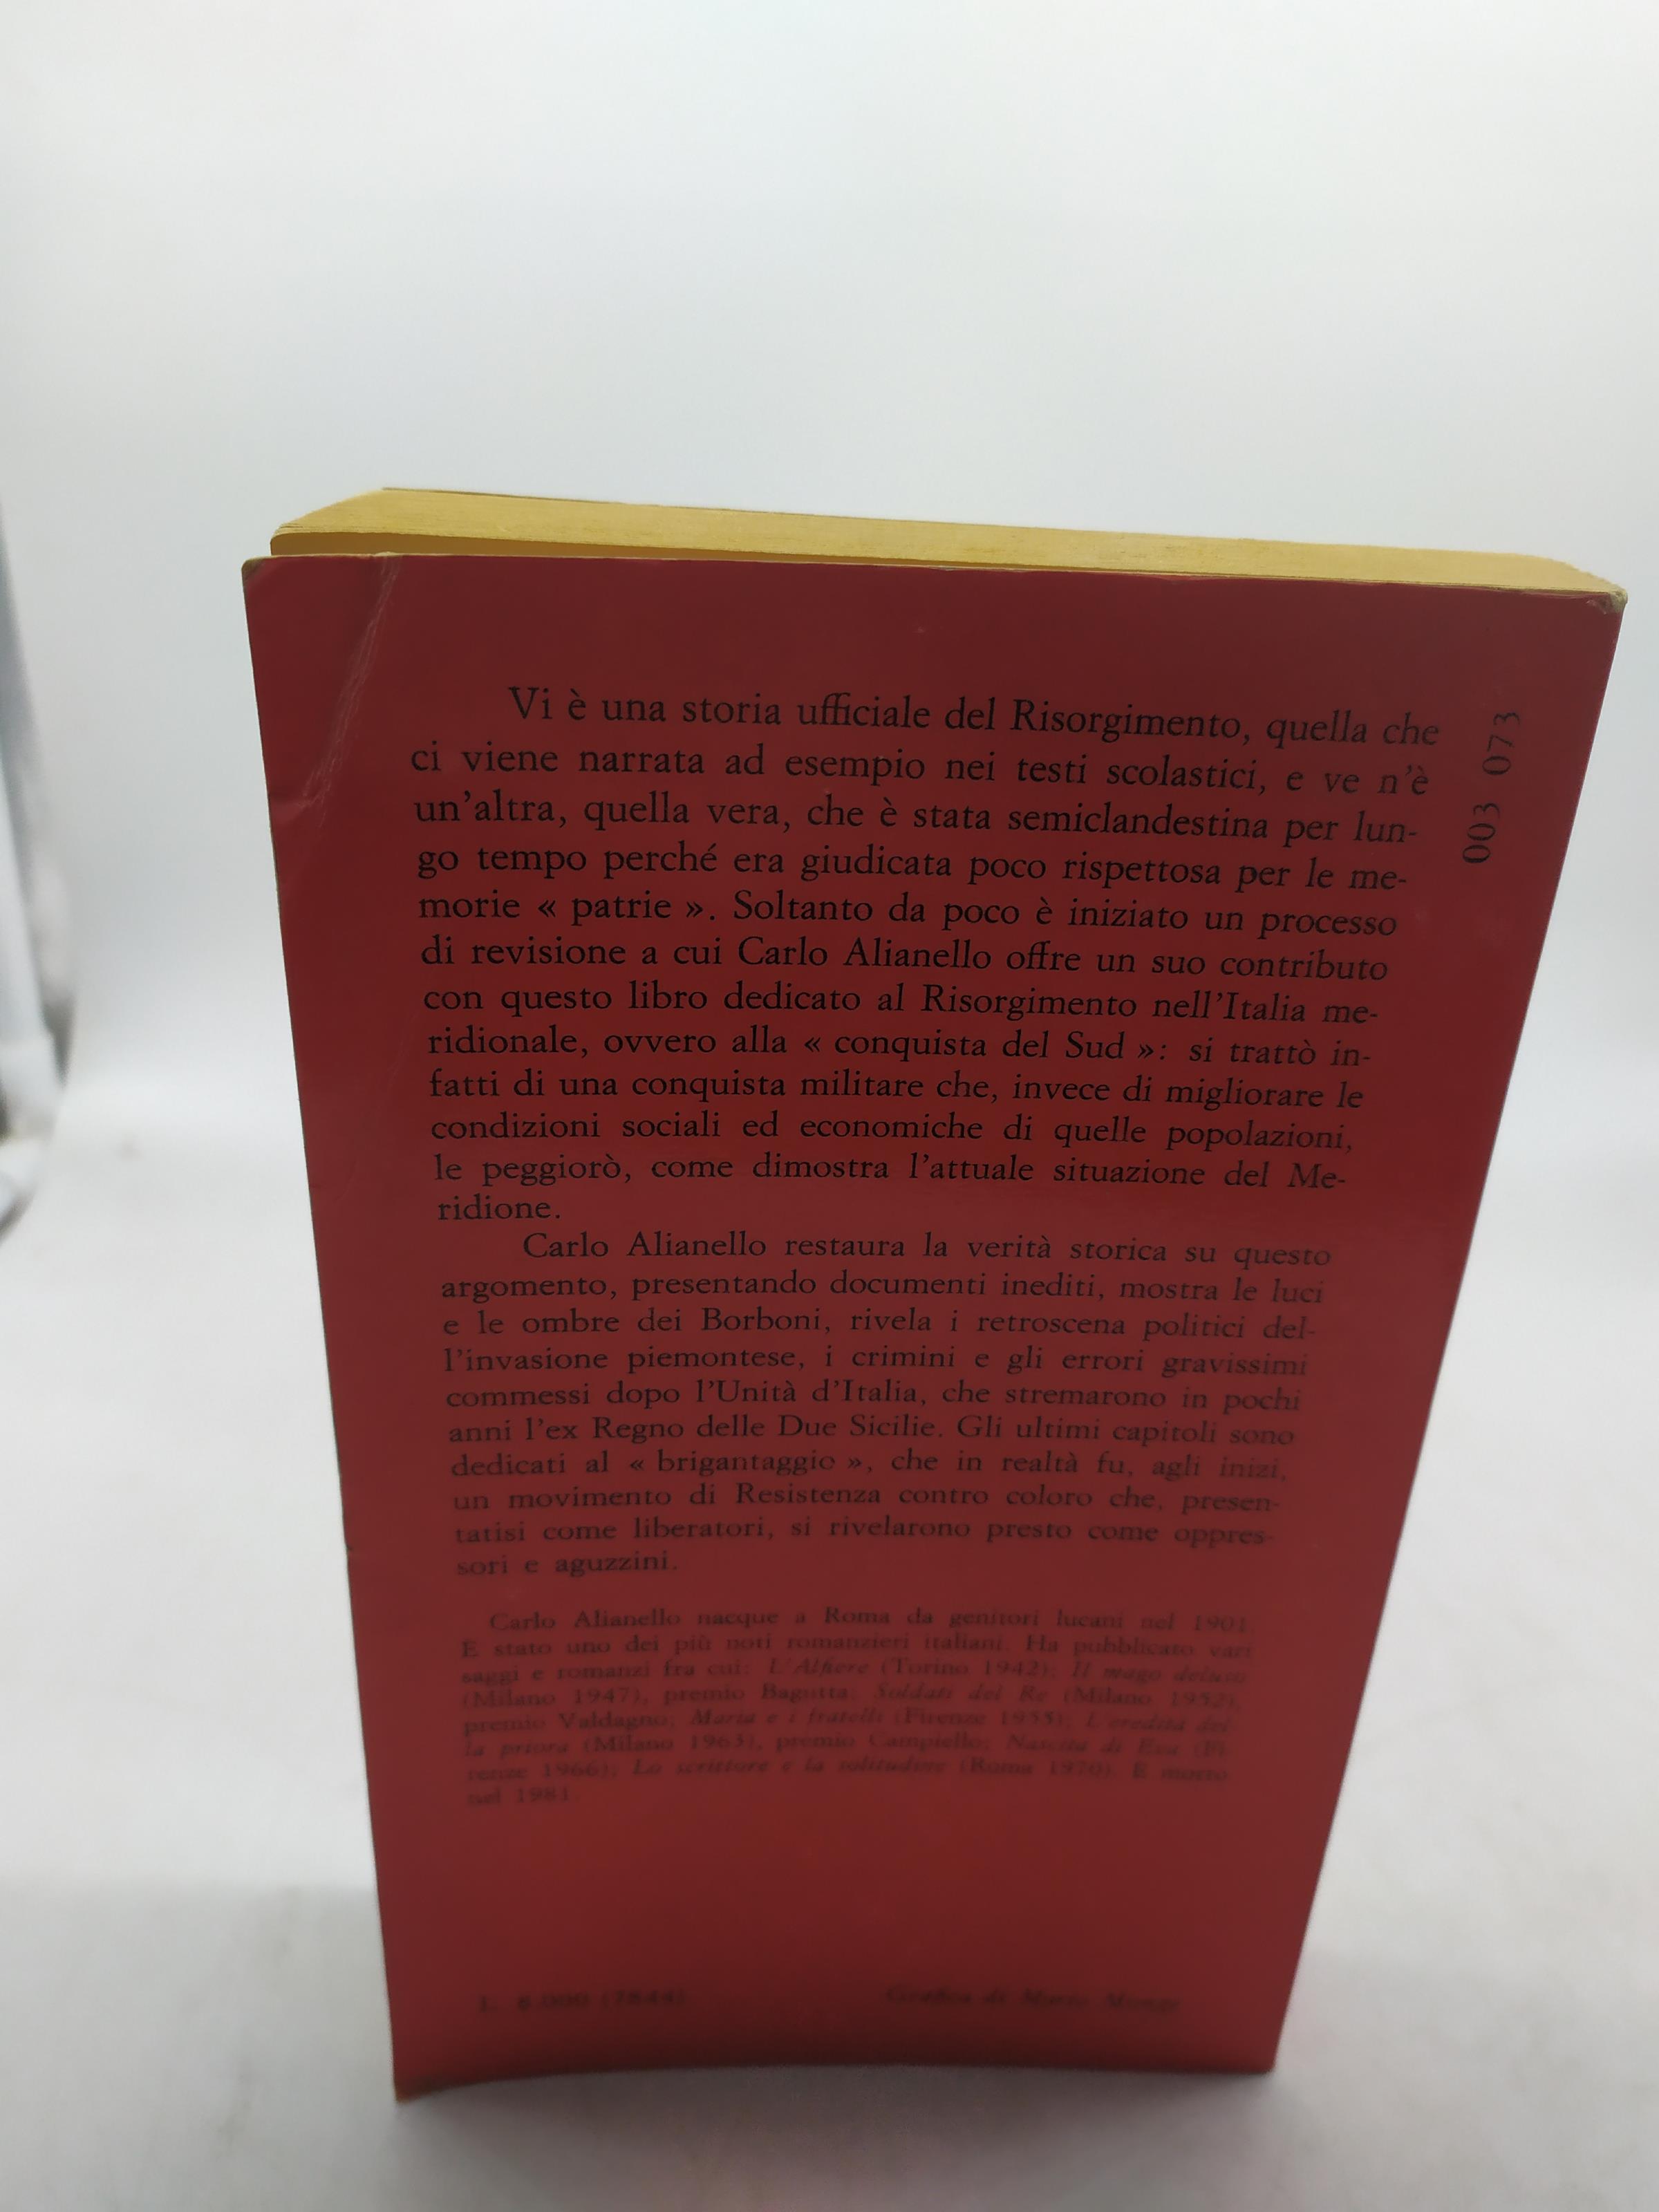 Vi è una storia ufficiale del Risorgimento, quella che
ci viene narrata ad esempio nei testi scolastici, e ve n'è
un'altra, quella vera, che è stata semiclandestina per lun-
go tempo perché era giudicata poco rispettosa per le me-
morie « patrie ». Soltanto da poco è iniziato un processo
di revisione a cui Carlo Alianello offre un suo contributo
con questo libro dedicato al Risorgimento nell'Italia me-
ridionale, ovvero alla « conquista del Sud »: si trattò in-
fatti di una conquista militare che, invece di migliorare le
condizioni sociali ed economiche di quelle popolazioni,
le peggiorò, come dimostra l'attuale situazione del Me-
ridione.
Carlo Alianello restaura la verità storica su questo
argomento, presentando documenti inediti, mostra le luci
e le ombre dei Borboni, rivela i retroscena politici del-
l'invasione piemontese, i crimini e gli errori gravissimi
commessi dopo l'Unità d'Italia, che stremarono in pochi
anni l'ex Regno delle Due Sicilie. Gli ultimi capitoli sono
dedicati al « brigantaggio », che in realtà fu, agli inizi,
un movimento di Resistenza contro coloro che, presen-
tatisi come liberatori, si rivelarono presto come oppres-
sori e aguzzini.
Carlo Alianello nacque a Roma da genitori lucani nel 1901.
E stato uno dei più noti romanzieri italiani. Ha pubblicato vari
saggi e romanzi fra cui: L'Alfiere (Torino 1942); Il mago deluso
(Milano 1947), premio Bagutta; Soldati del Re (Milano 1952),
premio Valdagno; Maria e i fratelli (Firenze 1955); L'eredità del-
la priora (Milano 1963), premio Campiello; Nascita di Eva (Fi-
renze 1966); Lo scrittore e la solitudine (Roma 1970). E morto
nel 1981.
L. 8.000
Grafica di Mario
003 073